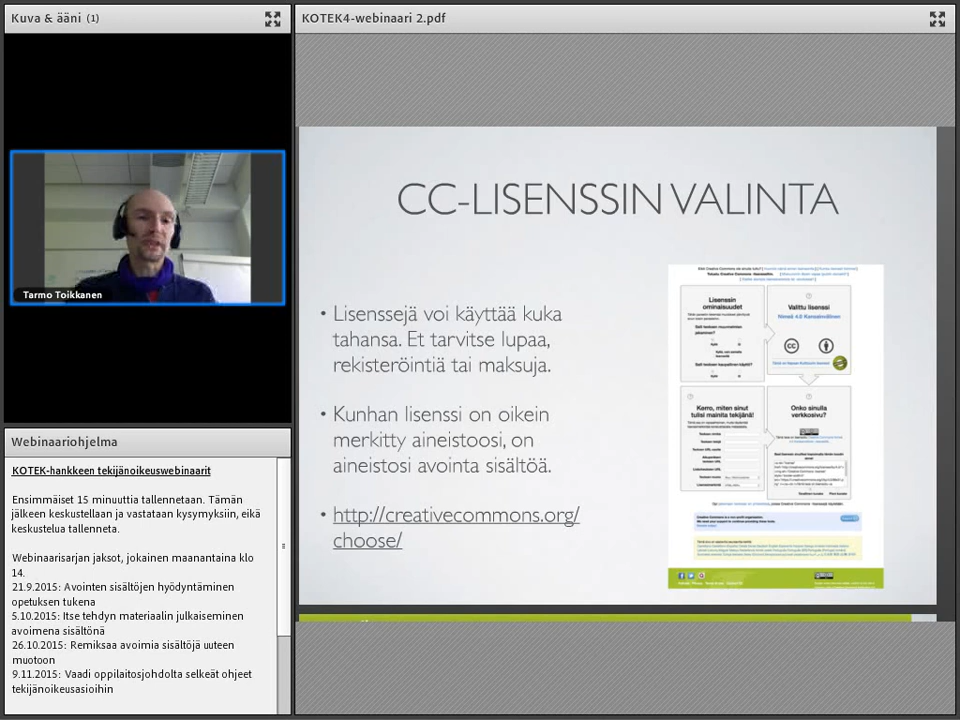 Kuva & ääni (1)
Tarmo Toikkanen
Webinaariohjelma
KOTEK-hankkeen tekijänoikeuswebinaarit
Ensimmäiset 15 minuuttia tallennetaan. Tämän
jälkeen keskustellaan ja vastataan kysymyksiin, eikä
keskustelua tallenneta.
Webinaarisarjan jaksot, jokainen maanantaina klo
14.
21.9.2015: Avointen sisältöjen hyödyntäminen
opetuksen tukena
5.10.2015: Itse tehdyn materiaalin julkaiseminen
avoimena sisältönä
26.10.2015: Remiksaa avoimia sisältöjä uuteen
muotoon
9.11.2015: Vaadi oppilaitosjohdolta selkeät ohjeet
tekijänoikeusasioihin
KOTEK4-webinaari 2.pdf
CC-LISENSSIN VALINTA
• Lisenssejä voi käyttää kuka
tahansa. Et tarvitse lupaa,
rekisteröintiä tai maksuja.
• Kunhan lisenssi on oikein
merkitty aineistoosi, on
aineistosi avointa sisältöä.
• http://creativecommons.org/
choose/
Lisenssin
ominaisuudet
Valittu lisenssi
Nimeä 4.0 Kansainvälinen
Kerro, miten sinut
tulisi mainita tekijänä!
Onko sinulla
verkkosivu?